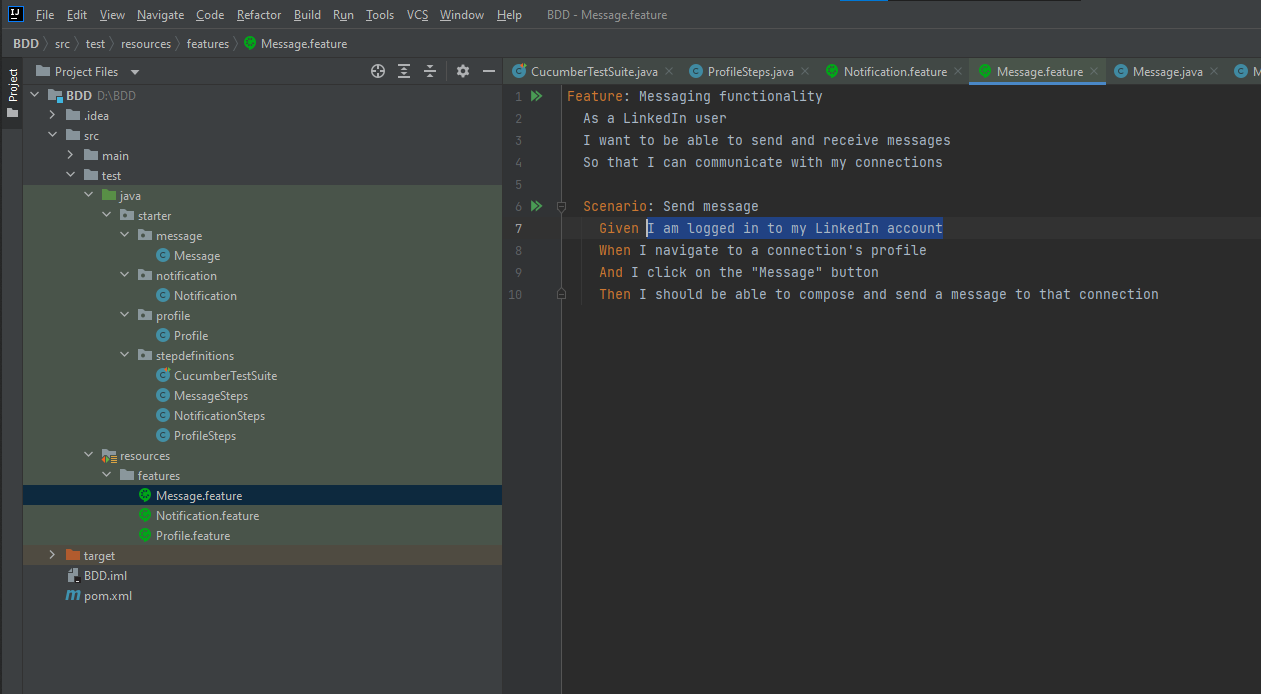 IJ File Edit View Navigate Code Refactor Build Run Tools VCS Window Help BDD - Message.feature
BDD src test resources features Message.feature
Project
Project Files
BDD D:\BDD
.idea
src
main
test
java
starter
message
Message
notification
Notification
profile
Profile
stepdefinitions
CucumberTestSuite
MessageSteps
NotificationSteps
ProfileSteps
resources
features
Message.feature
Notification.feature
Profile.feature
target
BDD.iml
pom.xml
CucumberTestSuite.java ProfileSteps.java Notification.feature Message.feature Message.java M
1 Feature: Messaging functionality
2 As a LinkedIn user
3 I want to be able to send and receive messages
4 So that I can communicate with my connections
5
6 Scenario: Send message
7 Given I am logged in to my LinkedIn account
8 When I navigate to a connection's profile
9 And I click on the "Message" button
10 Then I should be able to compose and send a message to that connection